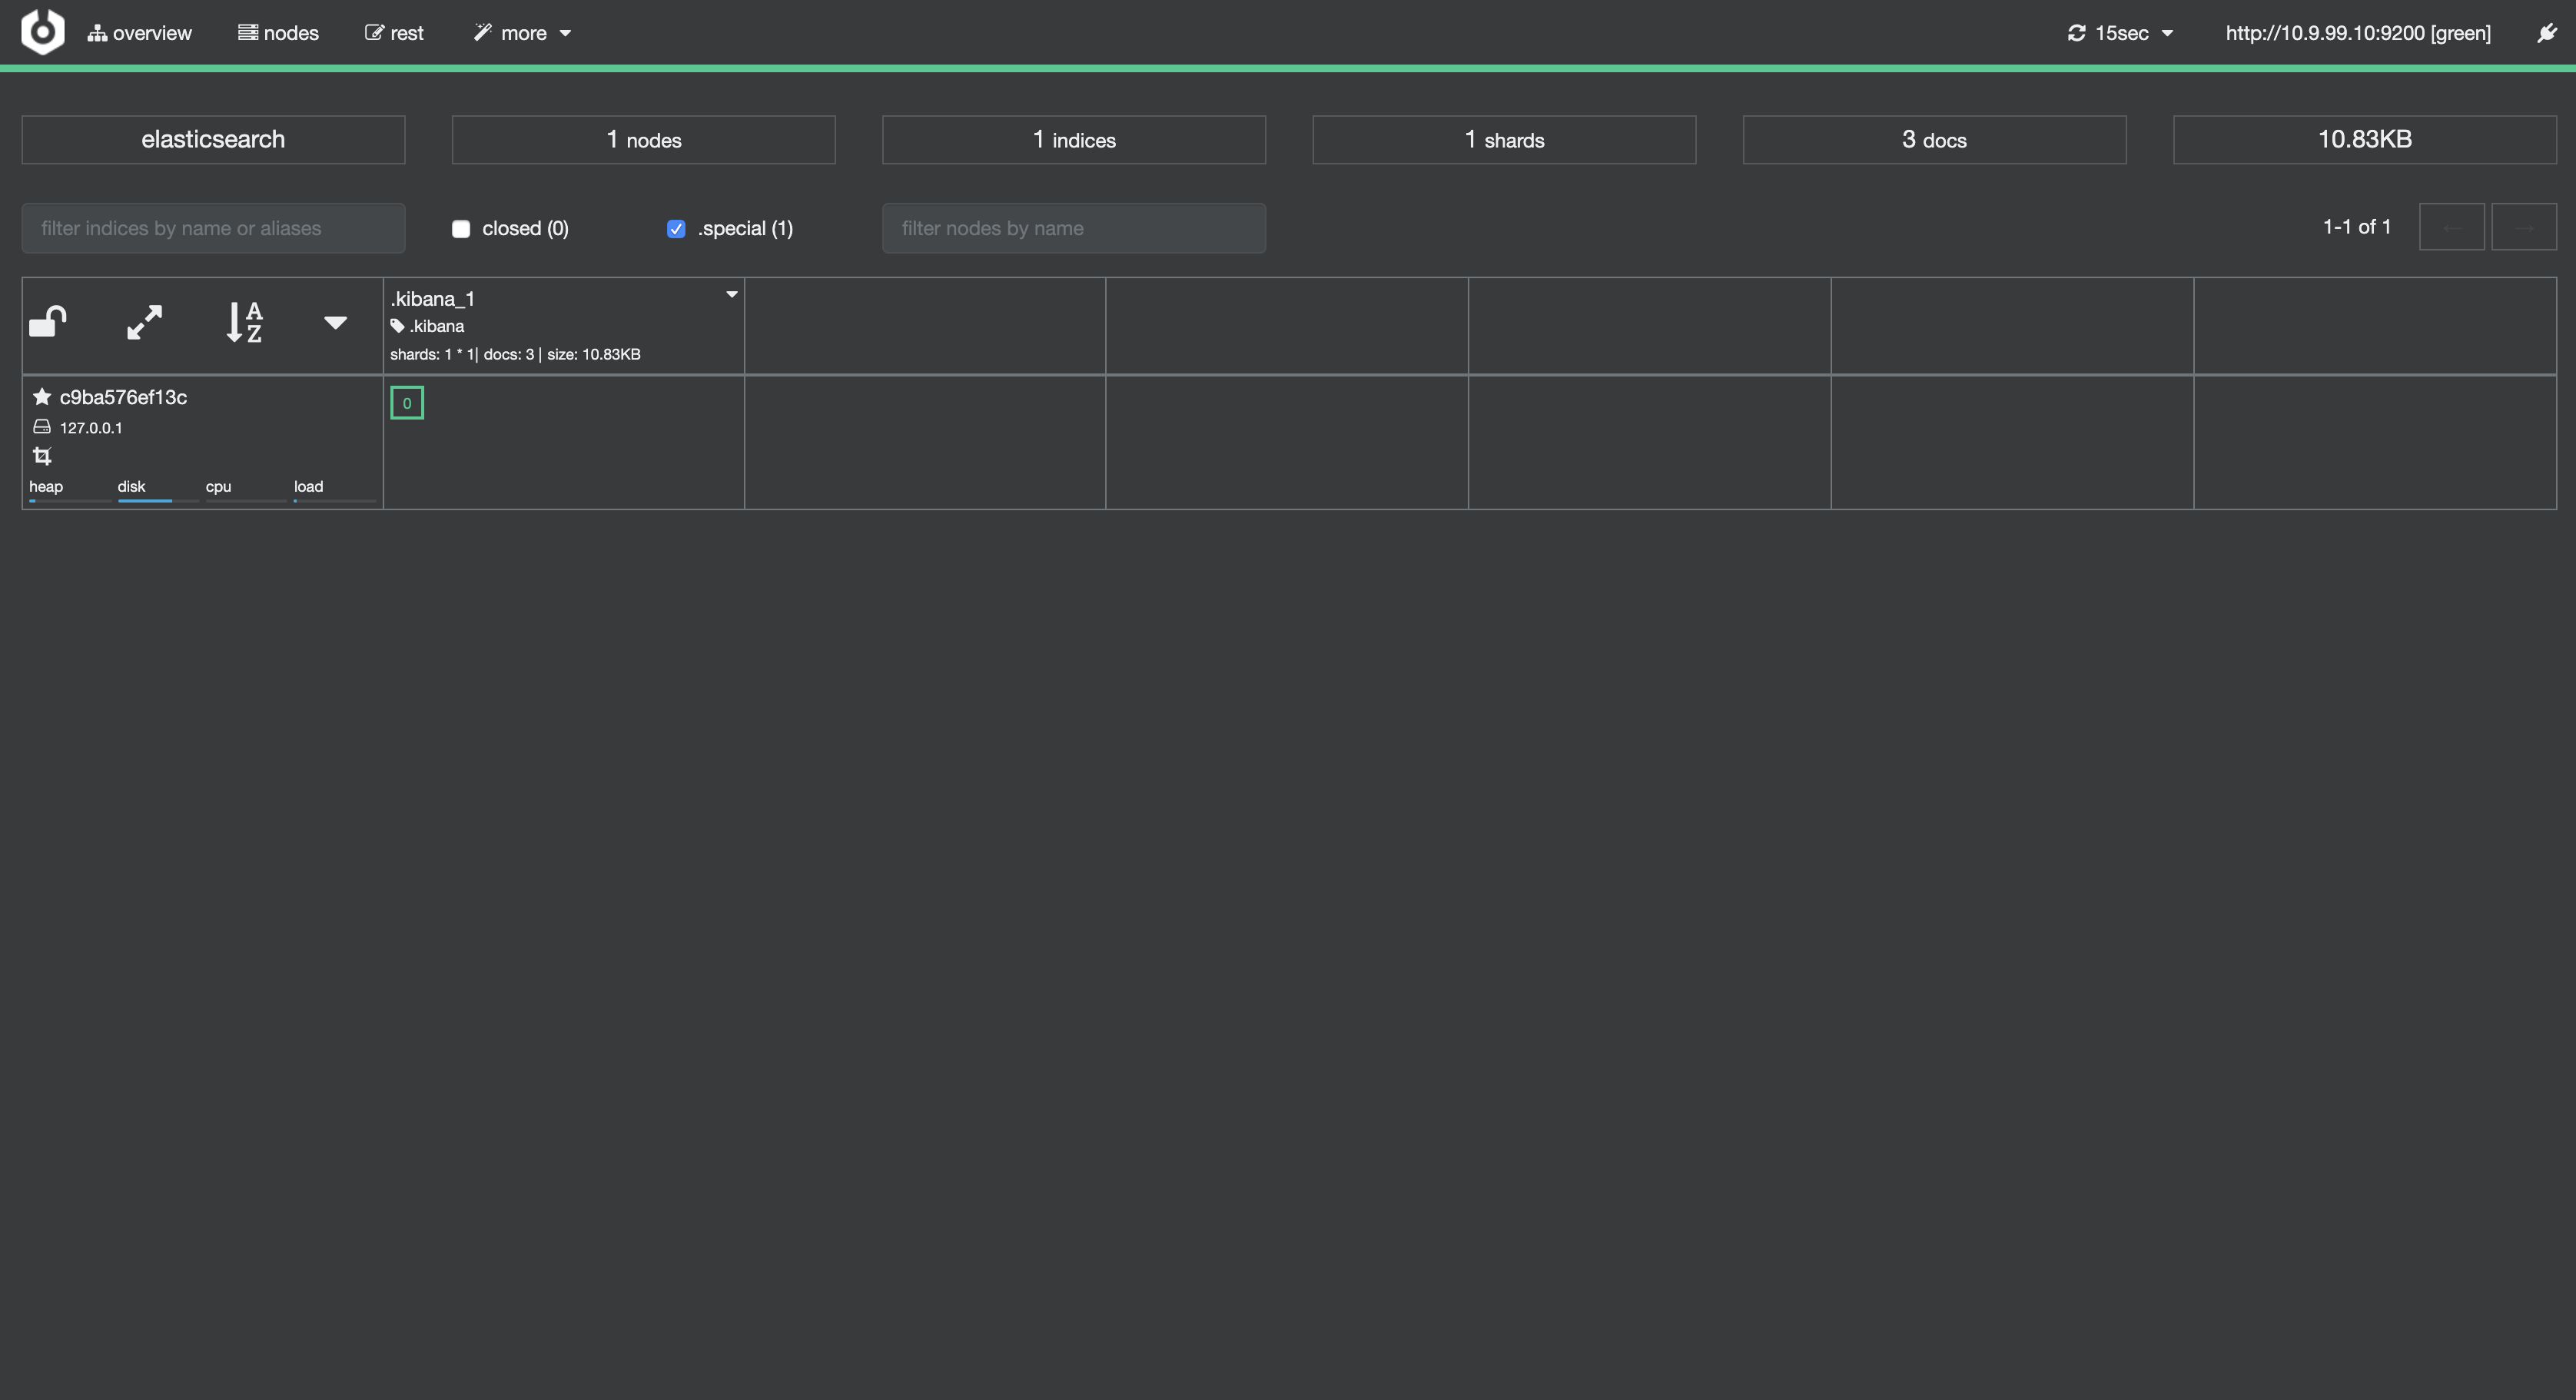 overview nodes rest more 15sec http://10.9.99.10:9200 [green]
elasticsearch 1 nodes 1 indices 1 shards 3 docs 10.83KB
filter indices by name or aliases closed (0) .special (1) filter nodes by name 1-1 of 1 ← →
A
Z
.kibana_1
.kibana
shards: 1 * 1| docs: 3 | size: 10.83KB
c9ba576ef13c 0
127.0.0.1
heap disk cpu load